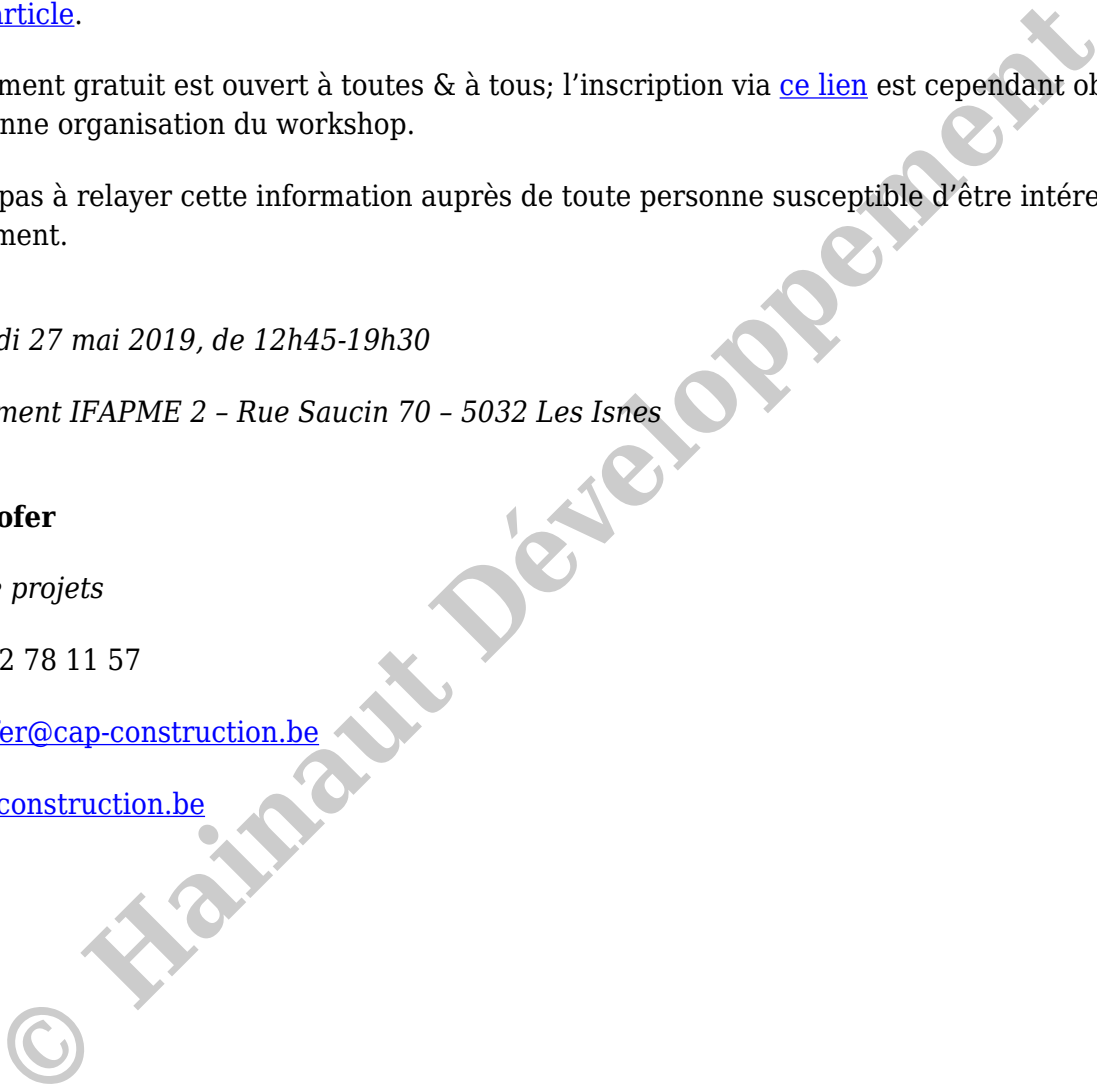 article.
ment gratuit est ouvert à toutes & à tous; l’inscription via ce lien est cependant ob
nne organisation du workshop.
pas à relayer cette information auprès de toute personne susceptible d’être intére
ment.
di 27 mai 2019, de 12h45-19h30
ment IFAPME 2 – Rue Saucin 70 – 5032 Les Isnes
ofer
e projets
2 78 11 57
fer@cap-construction.be
construction.be
© Hainaut Développement